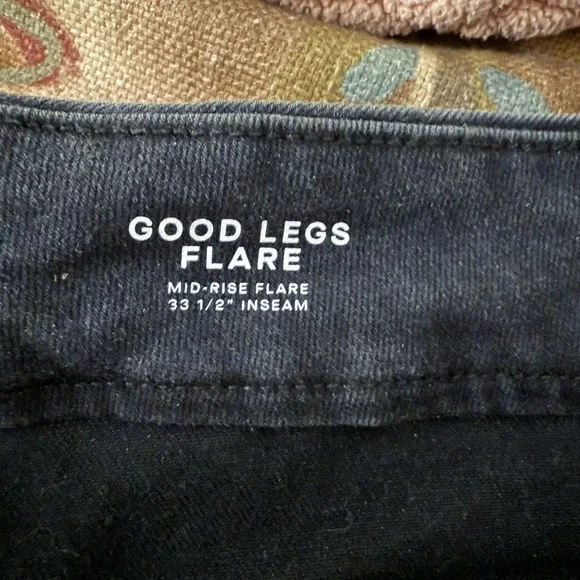 GOOD LEGS
FLARE
MID-RISE FLARE
33 1/2" INSEAM